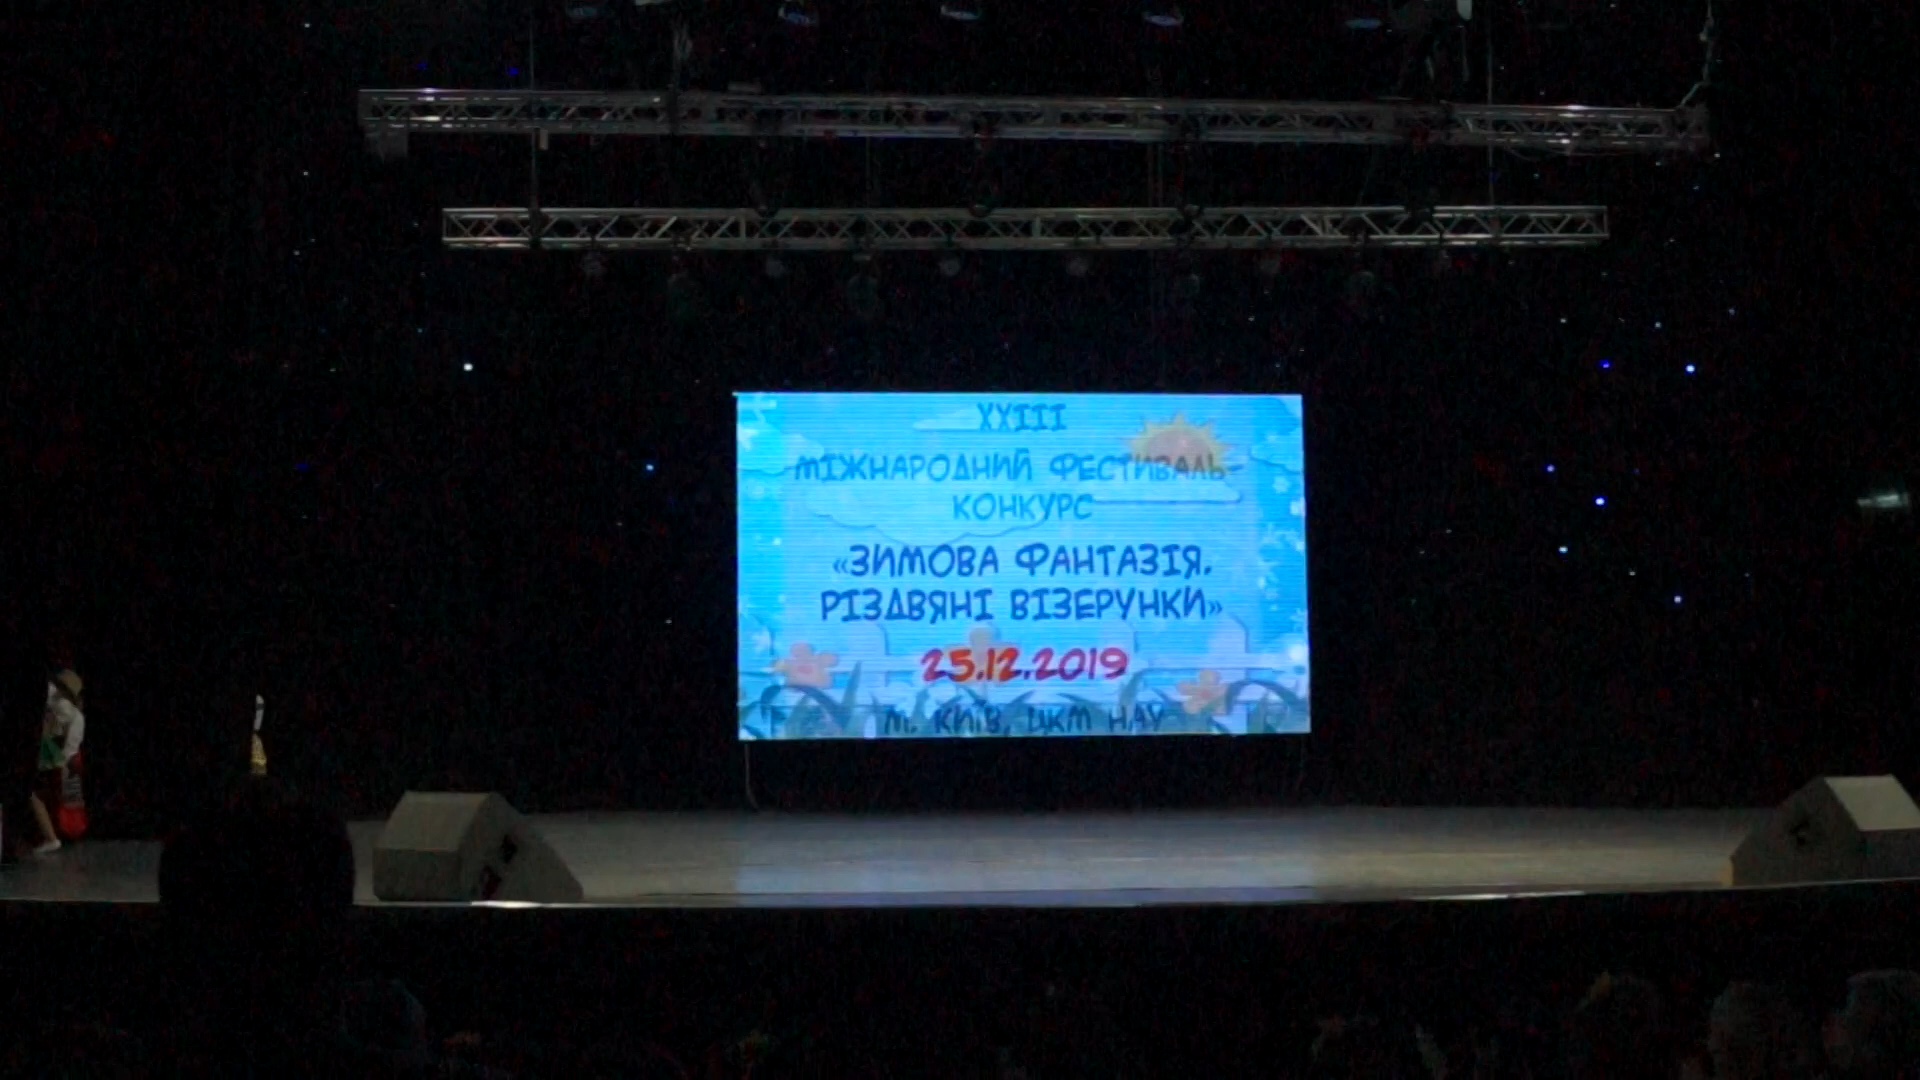 XXIII
МІЖНАРОДНИЙ ФЕСТИВАЛЬ-
КОНКУРС
«ЗИМОВА ФАНТАЗІЯ.
РІЗДВЯНІ ВІЗЕРУНКИ»
25.12.2019
М. КИЇВ, ЦКМ НАУ